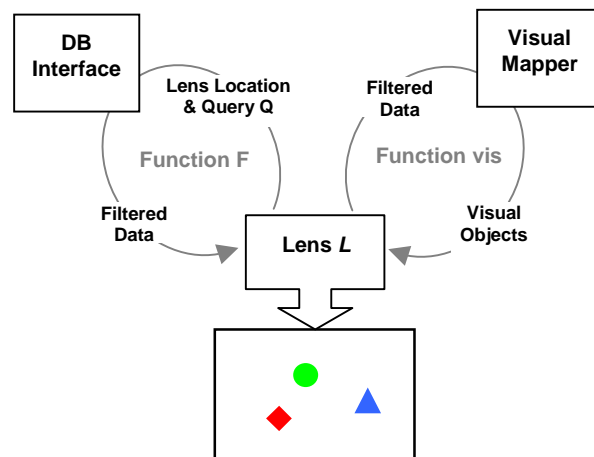 DB
Interface
Visual
Mapper
Lens Location
& Query Q
Filtered
Data
Function F
Function vis
Filtered
Data
Visual
Objects
Lens L